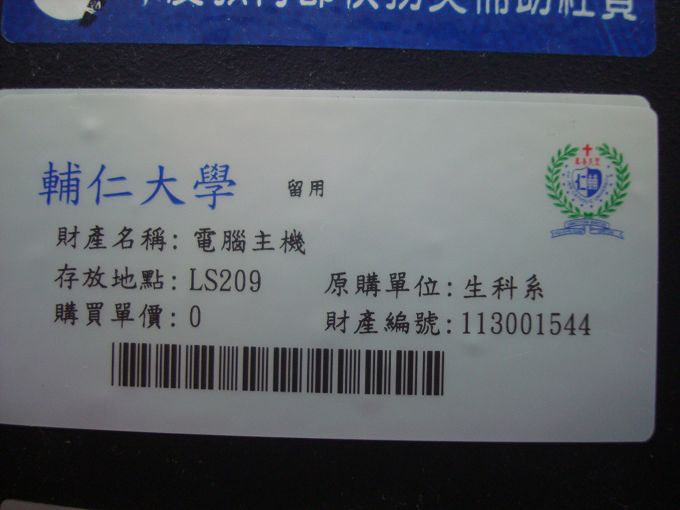 輔仁大學 留用
財產名稱: 電腦主機
存放地點: LS209 原購單位: 生科系
購買單價: 0 財產編號: 113001544